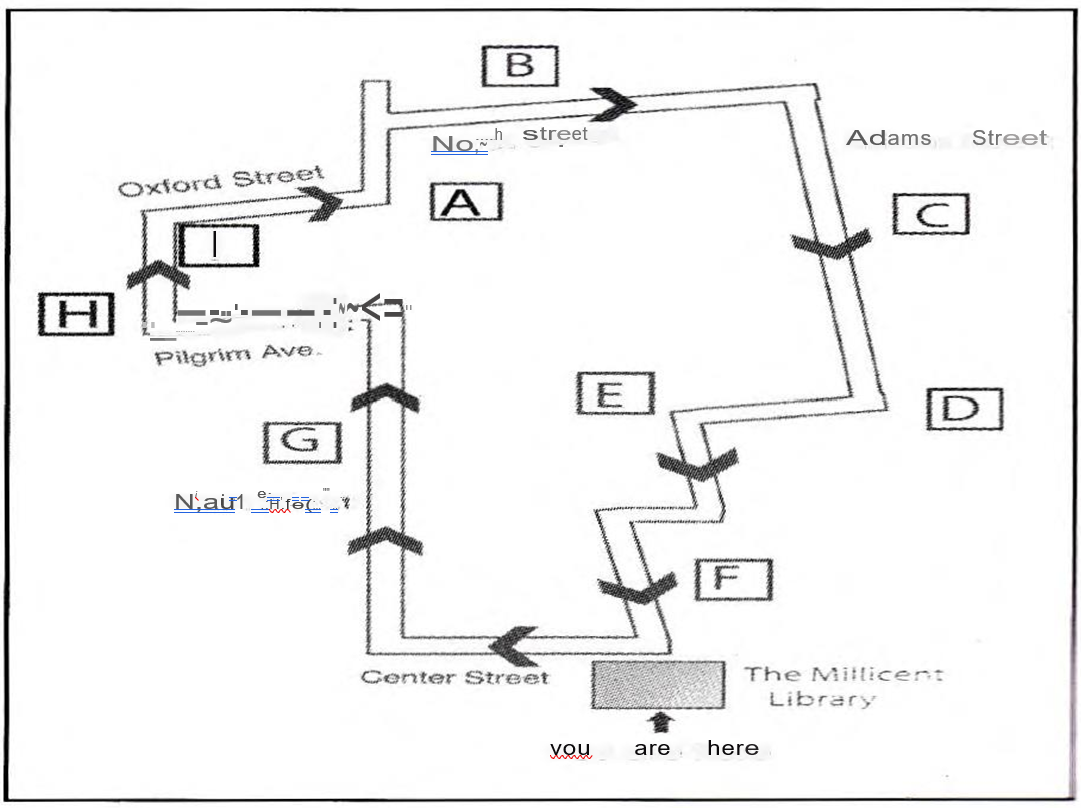 B
street
Adams Street
Oxford Street
A
C
I
H
Pilgrim Ave.
E
D
G
F
Center Street
The Millicent
Library
you are here